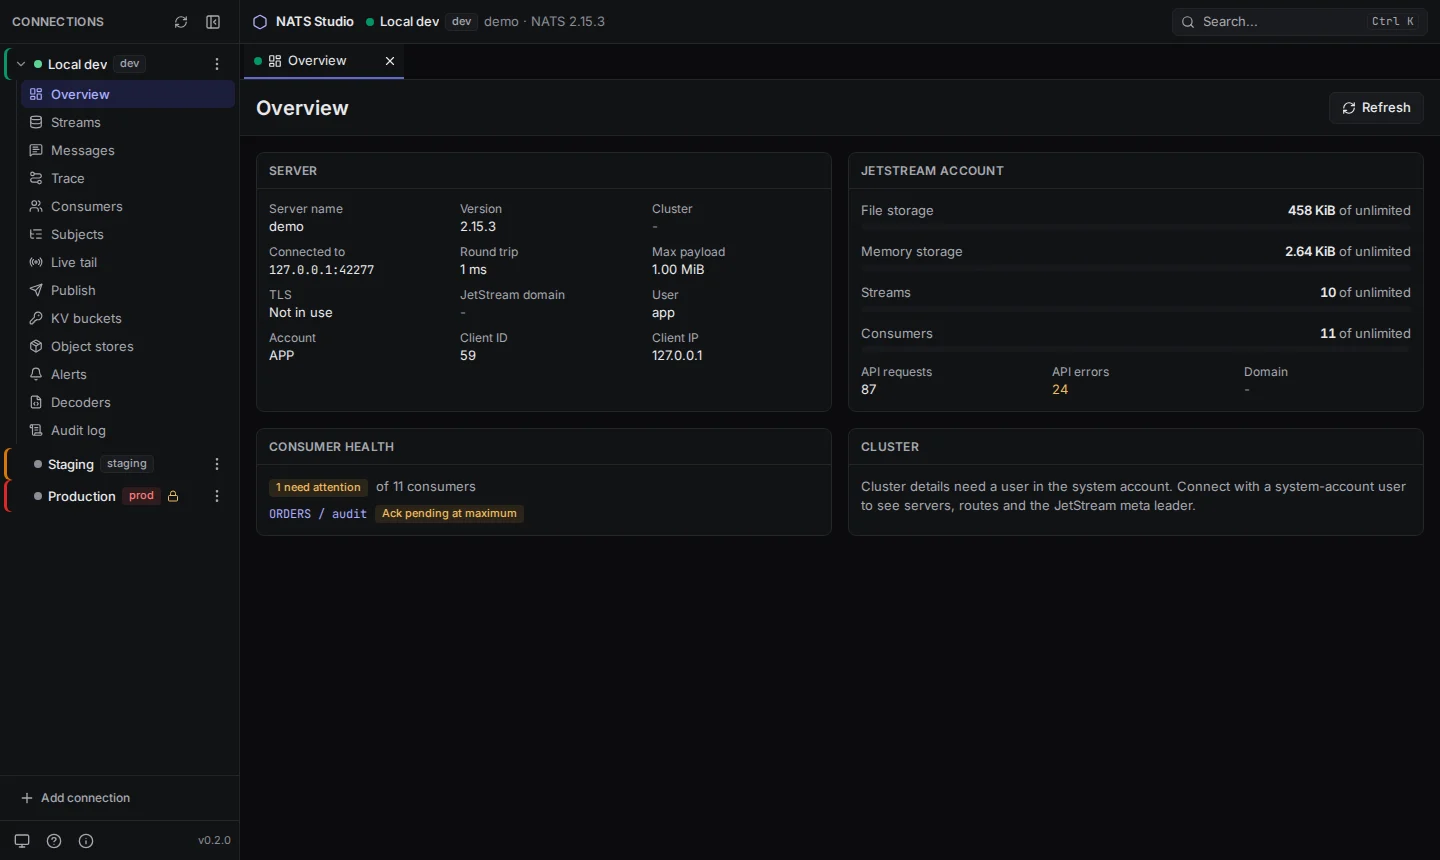 CONNECTIONS
NATS Studio Local dev dev demo · NATS 2.15.3
Search... Ctrl K
Local dev dev
Overview
Streams
Messages
Trace
Consumers
Subjects
Live tail
Publish
KV buckets
Object stores
Alerts
Decoders
Audit log
Staging staging
Production prod
Add connection
v0.2.0
Overview
Overview
Refresh
SERVER
Server name Version Cluster
demo 2.15.3 -
Connected to Round trip Max payload
127.0.0.1:42277 1 ms 1.00 MiB
TLS JetStream domain User
Not in use - app
Account Client ID Client IP
APP 59 127.0.0.1
JETSTREAM ACCOUNT
File storage 458 KiB of unlimited
Memory storage 2.64 KiB of unlimited
Streams 10 of unlimited
Consumers 11 of unlimited
API requests API errors Domain
87 24 -
CONSUMER HEALTH
1 need attention of 11 consumers
ORDERS / audit Ack pending at maximum
CLUSTER
Cluster details need a user in the system account. Connect with a system-account user
to see servers, routes and the JetStream meta leader.